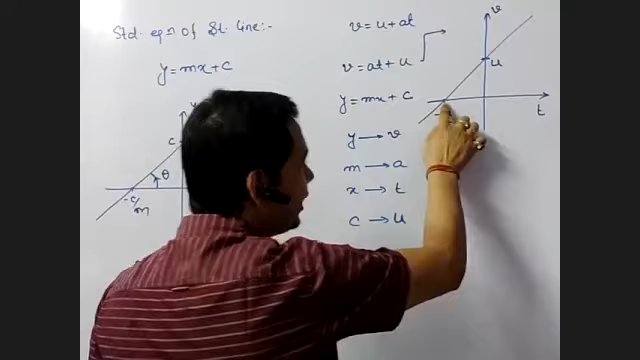 Std. eqn of St. line:-
y = mx + c
c
θ
-c/m
v = u + at
v = at + u
y = mx + c
y → v
m → a
x → t
c → u
v
u
t